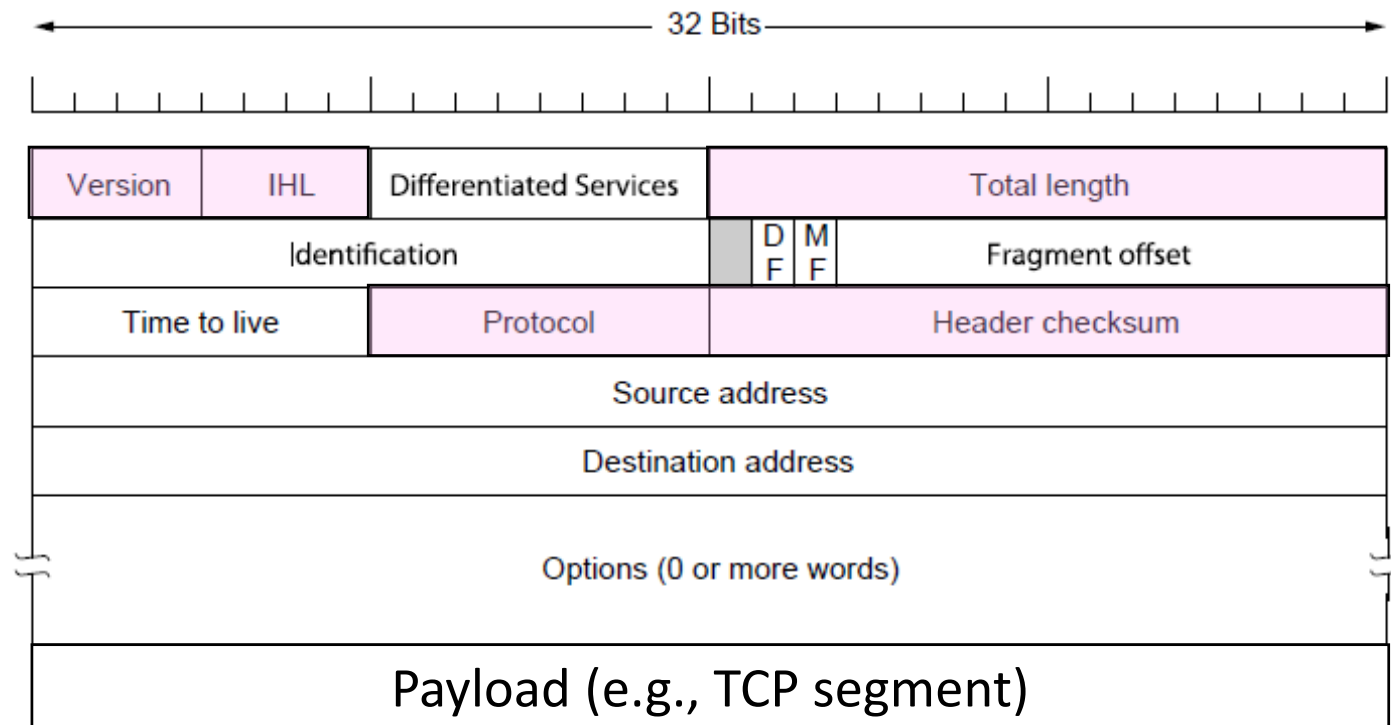 32 Bits
Version IHL Differentiated Services Total length
Identification D M Fragment offset
F F
Time to live Protocol Header checksum
Source address
Destination address
Options (0 or more words)
Payload (e.g., TCP segment)